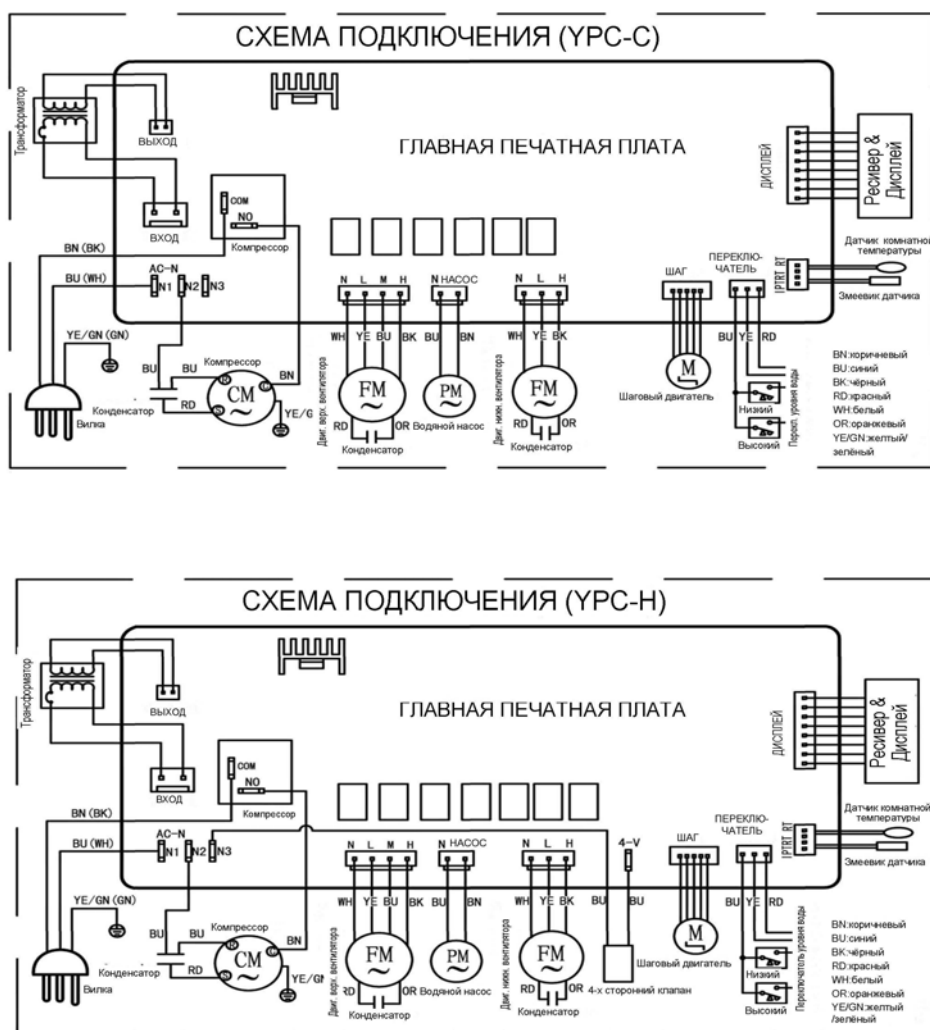 СХЕМА ПОДКЛЮЧЕНИЯ (YPC-C)
Трансформатор
ВЫХОД
ВХОД
COM
NO
Компрессор
ГЛАВНАЯ ПЕЧАТНАЯ ПЛАТА
ДИСПЛЕЙ
Ресивер &
Дисплей
Датчик комнатной
температуры
IPT RT RT
Змеевик датчика
BN (BK)
BU (WH)
YE/GN (GN)
AC-N
N1 N2 N3
N L M H
N НАСОС
N L H
ШАГ
ПЕРЕКЛЮ-
ЧАТЕЛЬ
WH YE BU BK
BU BN
WH YE BK
BU YE RD
Вилка
BU
BU
RD
Конденсатор
Компрессор
R
C
S
CM
~
BN
YE/G
Двиг. верх. вентилятора
FM
~
RD OR
Конденсатор
PM
~
Водяной насос
Двиг. нижн. вентилятора
FM
~
RD OR
Конденсатор
M
Шаговый двигатель
Низкий
Высокий
Перекл. уровня воды
BN:коричневый
BU:синий
BK:чёрный
RD:красный
WH:белый
OR:оранжевый
YE/GN:желтый/
зелёный
СХЕМА ПОДКЛЮЧЕНИЯ (YPC-H)
Трансформатор
ВЫХОД
ВХОД
COM
NO
Компрессор
ГЛАВНАЯ ПЕЧАТНАЯ ПЛАТА
ДИСПЛЕЙ
Ресивер &
Дисплей
Датчик комнатной
температуры
IPT RT RT
Змеевик датчика
BN (BK)
BU (WH)
YE/GN (GN)
AC-N
N1 N2 N3
N L M H
N НАСОС
N L H
4-V
ШАГ
ПЕРЕКЛЮ-
ЧАТЕЛЬ
WH YE BU BK
BU BN
WH YE BK
BU BU
BU YE RD
Вилка
BU
BU
RD
Конденсатор
Компрессор
R
C
S
CM
~
BN
YE/GN
Двиг. верх. вентилятора
FM
~
RD OR
Конденсатор
PM
~
Водяной насос
Двиг. нижн. вентилятора
FM
~
RD OR
Конденсатор
4-х сторонний клапан
M
Шаговый двигатель
Низкий
Высокий
Переключатель уровня воды
BN:коричневый
BU:синий
BK:чёрный
RD:красный
WH:белый
OR:оранжевый
YE/GN:желтый
/зелёный